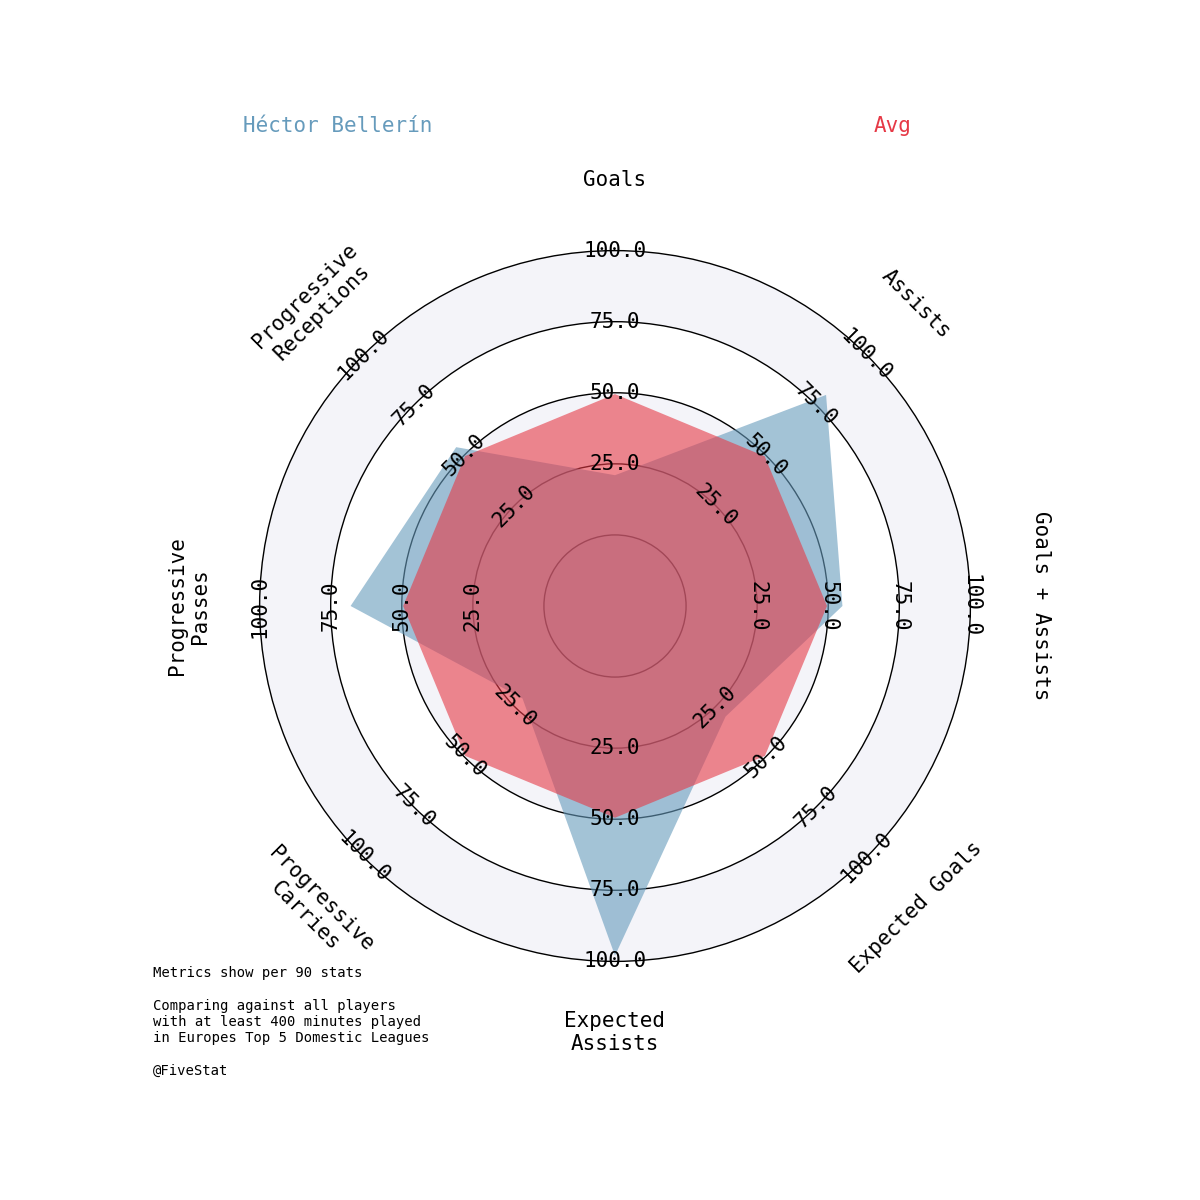 Héctor Bellerín
Avg
Goals
Assists
Goals + Assists
Expected Goals
Expected
Assists
Progressive
Carries
Progressive
Passes
Progressive
Receptions
25.0
50.0
75.0
100.0
25.0
50.0
75.0
100.0
25.0
50.0
75.0
100.0
25.0
50.0
75.0
100.0
25.0
50.0
75.0
100.0
25.0
50.0
75.0
100.0
25.0
50.0
75.0
100.0
25.0
50.0
75.0
100.0
Metrics show per 90 stats
Comparing against all players
with at least 400 minutes played
in Europes Top 5 Domestic Leagues
@FiveStat